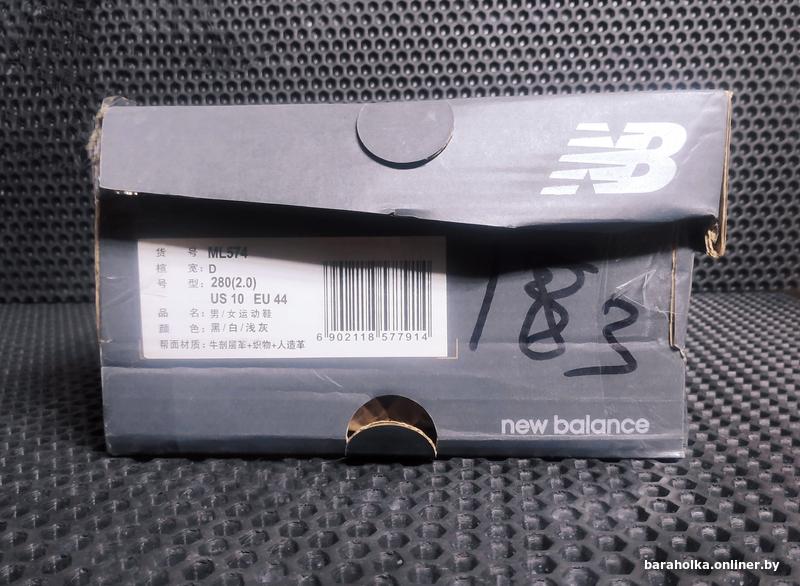 NB
货 号 ML574
楦 宽: D
号 型: 280(2.0)
US 10 EU 44
品 名: 男/女运动鞋
颜 色: 黑/白/浅灰
帮面材质: 牛剖层革+织物+人造革
6 902118 577914
183
new balance
baraholka.onliner.by